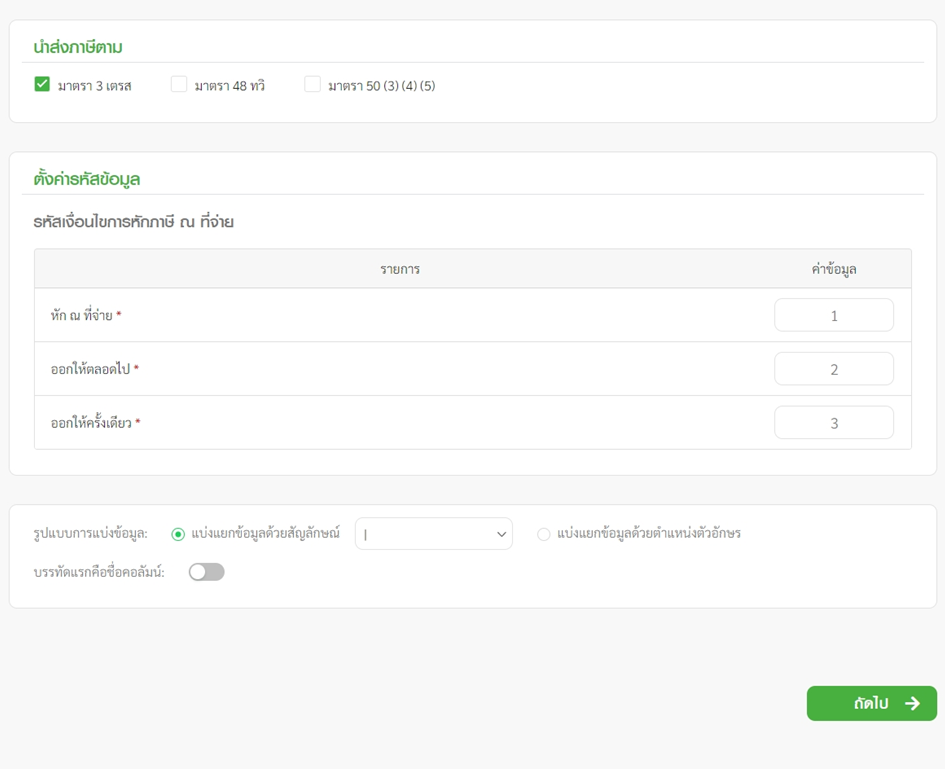 นำส่งภาษีตาม
มาตรา 3 เตรส มาตรา 48 ทวิ มาตรา 50 (3) (4) (5)
ตั้งค่ารหัสข้อมูล
รหัสเงื่อนไขการหักภาษี ณ ที่จ่าย
รายการ ค่าข้อมูล
หัก ณ ที่จ่าย * 1
ออกให้ตลอดไป * 2
ออกให้ครั้งเดียว * 3
รูปแบบการแบ่งข้อมูล: แบ่งแยกข้อมูลด้วยสัญลักษณ์ | แบ่งแยกข้อมูลด้วยตำแหน่งตัวอักษร
บรรทัดแรกคือชื่อคอลัมน์:
ถัดไป